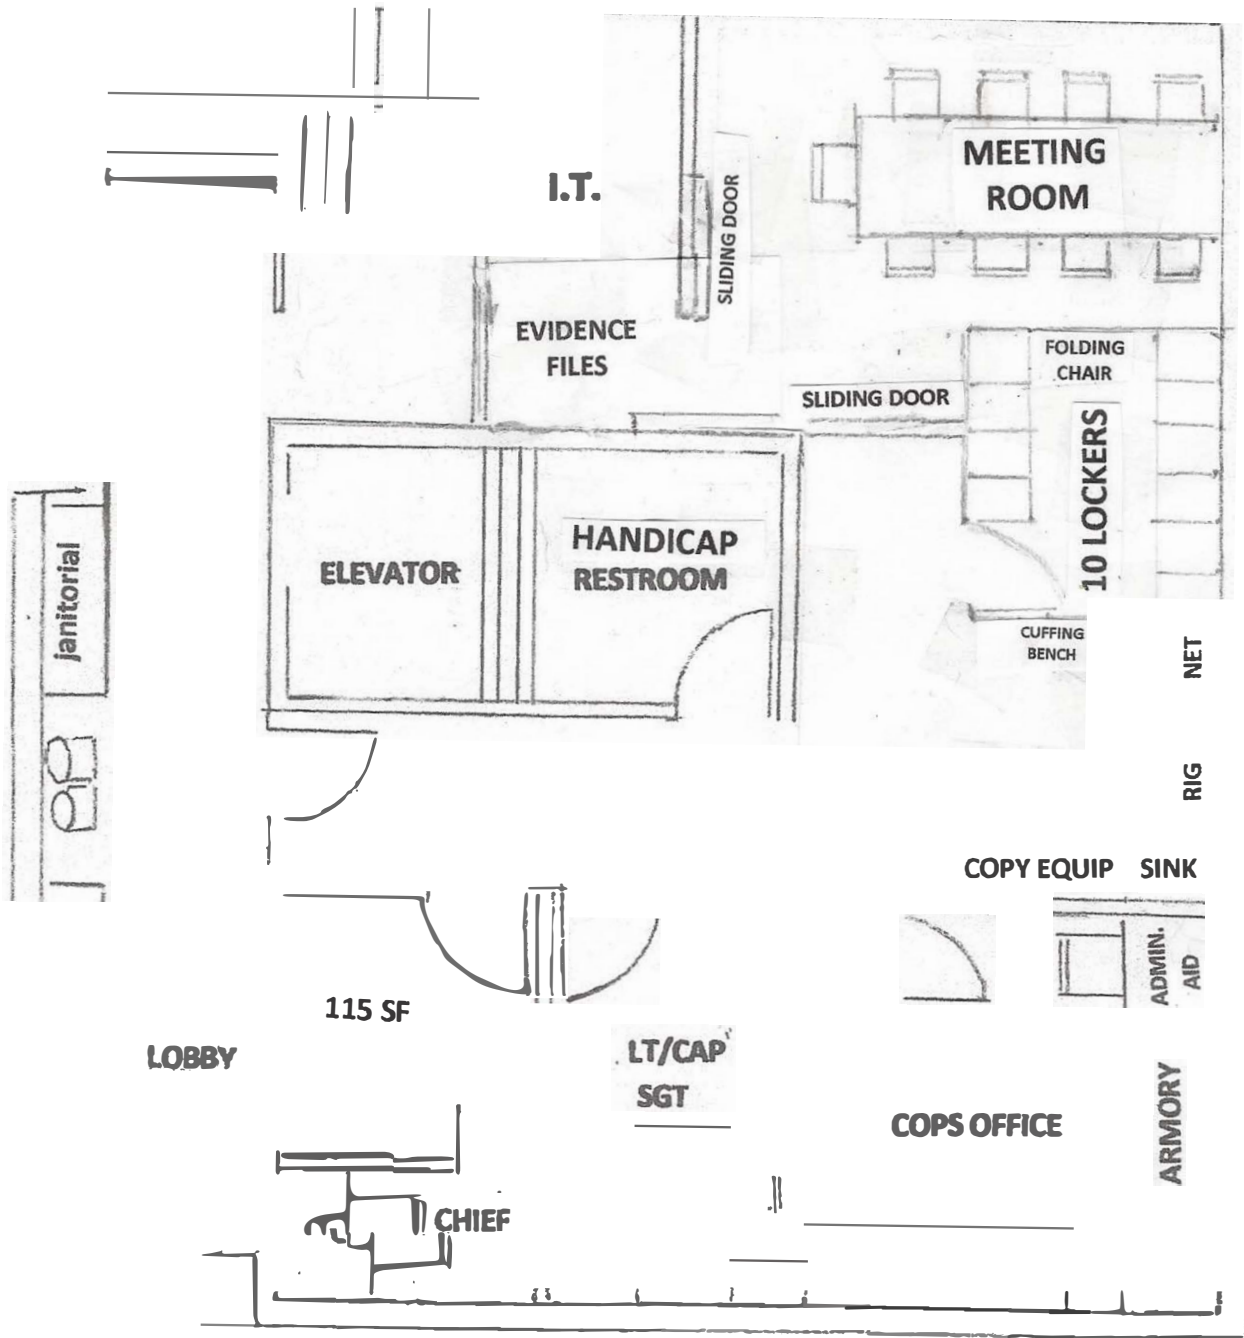 MEETING
ROOM
I.T.
SLIDING DOOR
EVIDENCE
FILES
FOLDING
CHAIR
SLIDING DOOR
10 LOCKERS
HANDICAP
RESTROOM
ELEVATOR
janitorial
CUFFING
BENCH
NET
RIG
COPY EQUIP SINK
ADMIN.
AID
115 SF
LOBBY
LT/CAP
SGT
COPS OFFICE
ARMORY
CHIEF